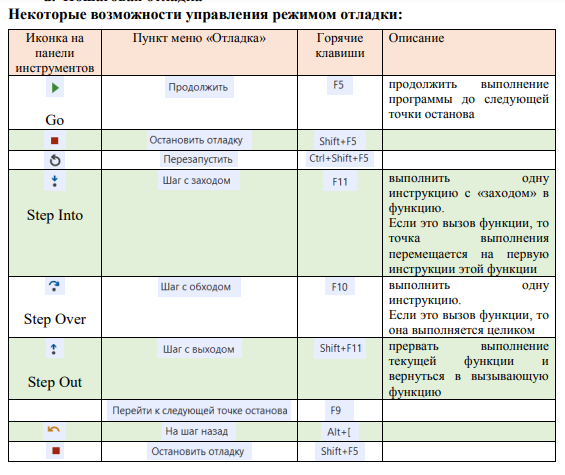 Некоторые возможности управления режимом отладки:
Иконка на панели инструментов
Пункт меню «Отладка»
Горячие клавиши
Описание
Go
Продолжить
F5
продолжить выполнение
программы до следующей
точки останова
Остановить отладку
Shift+F5
Перезапустить
Ctrl+Shift+F5
Step Into
Шаг с заходом
F11
выполнить одну
инструкцию с «заходом» в
функцию.
Если это вызов функции, то
точка выполнения
перемещается на первую
инструкции этой функции
Step Over
Шаг с обходом
F10
выполнить одну
инструкцию.
Если это вызов функции, то
она выполняется целиком
Step Out
Шаг с выходом
Shift+F11
прервать выполнение
текущей функции и
вернуться в вызывающую
функцию
Перейти к следующей точке останова
F9
На шаг назад
Alt+[
Остановить отладку
Shift+F5